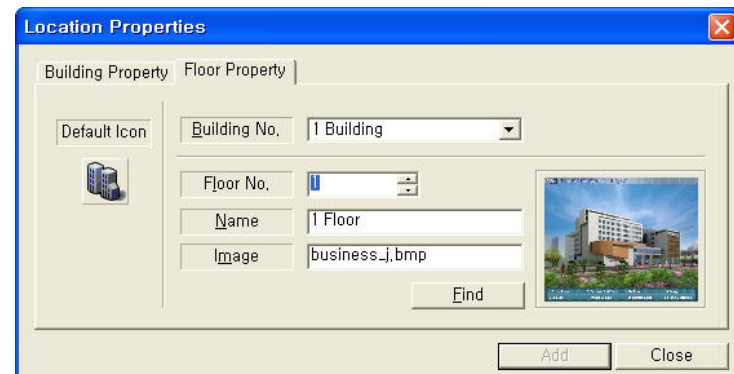 Location Properties
Building Property Floor Property
Default Icon
Building No. 1 Building
Floor No. 1
Name 1 Floor
Image business_j.bmp
Find
Add Close